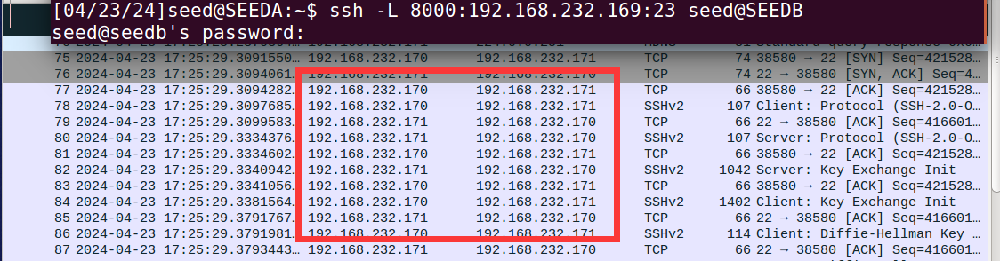 [04/23/24]seed@SEEDA:~$ ssh -L 8000:192.168.232.169:23 seed@SEEDB
seed@seedb's password:
75 2024-04-23 17:25:29.3091550… 192.168.232.170 192.168.232.171 TCP 74 38580 → 22 [SYN] Seq=421528…
76 2024-04-23 17:25:29.3094061… 192.168.232.171 192.168.232.170 TCP 74 22 → 38580 [SYN, ACK] Seq=4…
77 2024-04-23 17:25:29.3094282… 192.168.232.170 192.168.232.171 TCP 66 38580 → 22 [ACK] Seq=421528…
78 2024-04-23 17:25:29.3097685… 192.168.232.170 192.168.232.171 SSHv2 107 Client: Protocol (SSH-2.0-O…
79 2024-04-23 17:25:29.3099583… 192.168.232.171 192.168.232.170 TCP 66 22 → 38580 [ACK] Seq=416601…
80 2024-04-23 17:25:29.3334376… 192.168.232.171 192.168.232.170 SSHv2 107 Server: Protocol (SSH-2.0-O…
81 2024-04-23 17:25:29.3334602… 192.168.232.170 192.168.232.171 TCP 66 38580 → 22 [ACK] Seq=421528…
82 2024-04-23 17:25:29.3340942… 192.168.232.171 192.168.232.170 SSHv2 1042 Server: Key Exchange Init
83 2024-04-23 17:25:29.3341056… 192.168.232.170 192.168.232.171 TCP 66 38580 → 22 [ACK] Seq=421528…
84 2024-04-23 17:25:29.3381564… 192.168.232.170 192.168.232.171 SSHv2 1402 Client: Key Exchange Init
85 2024-04-23 17:25:29.3791767… 192.168.232.171 192.168.232.170 TCP 66 22 → 38580 [ACK] Seq=416601…
86 2024-04-23 17:25:29.3791981… 192.168.232.170 192.168.232.171 SSHv2 114 Client: Diffie-Hellman Key …
87 2024-04-23 17:25:29.3793443… 192.168.232.171 192.168.232.170 TCP 66 22 → 38580 [ACK] Seq=416601…